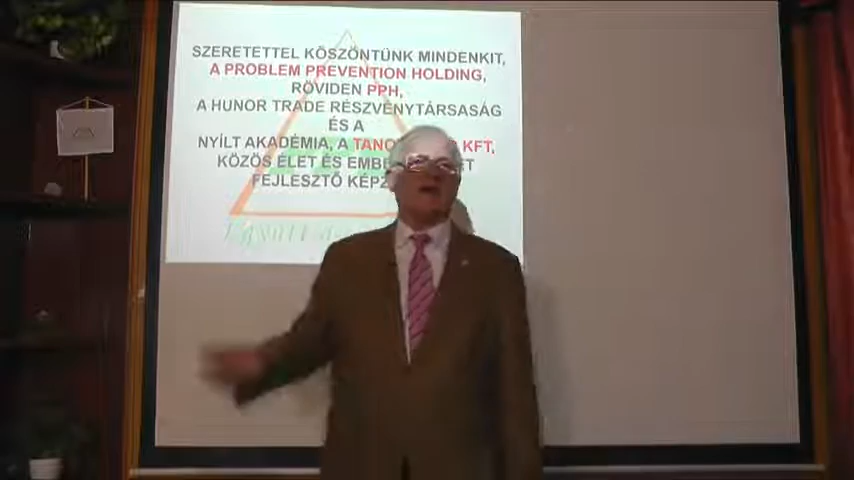 SZERETETTEL KÖSZÖNTÜNK MINDENKIT,
A PROBLEM PREVENTION HOLDING,
RÖVIDEN PPH,
A HUNOR TRADE RÉSZVÉNYTÁRSASÁG
ÉS A
NYÍLT AKADÉMIA, A KFT,
KÖZÖS ÉLET ÉS
FEJLESZTŐ